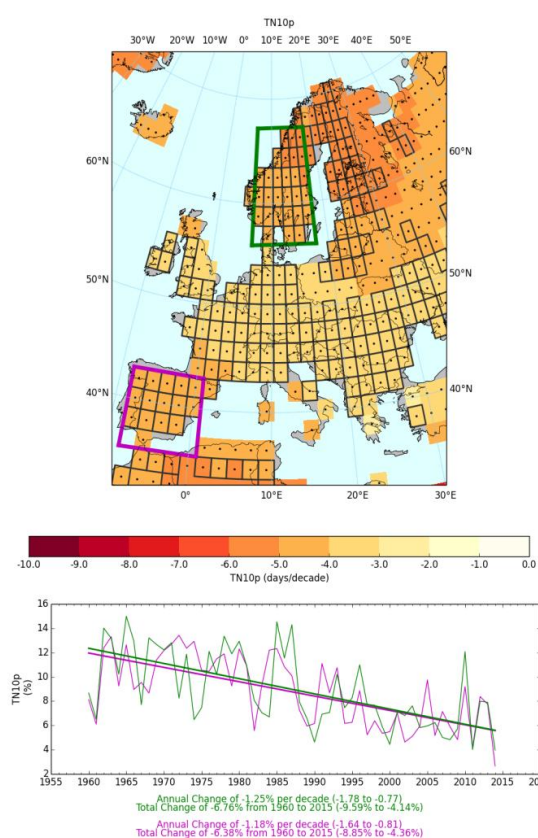 TN10p
30°W 20°W 10°W 0° 10°E 20°E 30°E 40°E 50°E
60°N 60°N
50°N 50°N
40°N 40°N
0° 10°E 20°E 30°E
-10.0 -9.0 -8.0 -7.0 -6.0 -5.0 -4.0 -3.0 -2.0 -1.0 0.0
TN10p (days/decade)
16
14
12
10
8
6
4
2
TN10p
(%)
1955 1960 1965 1970 1975 1980 1985 1990 1995 2000 2005 2010 2015
Annual Change of -1.25% per decade (-1.78 to -0.77)
Total Change of -6.76% from 1960 to 2015 (-9.59% to -4.14%)
Annual Change of -1.18% per decade (-1.64 to -0.81)
Total Change of -6.38% from 1960 to 2015 (-8.85% to -4.36%)